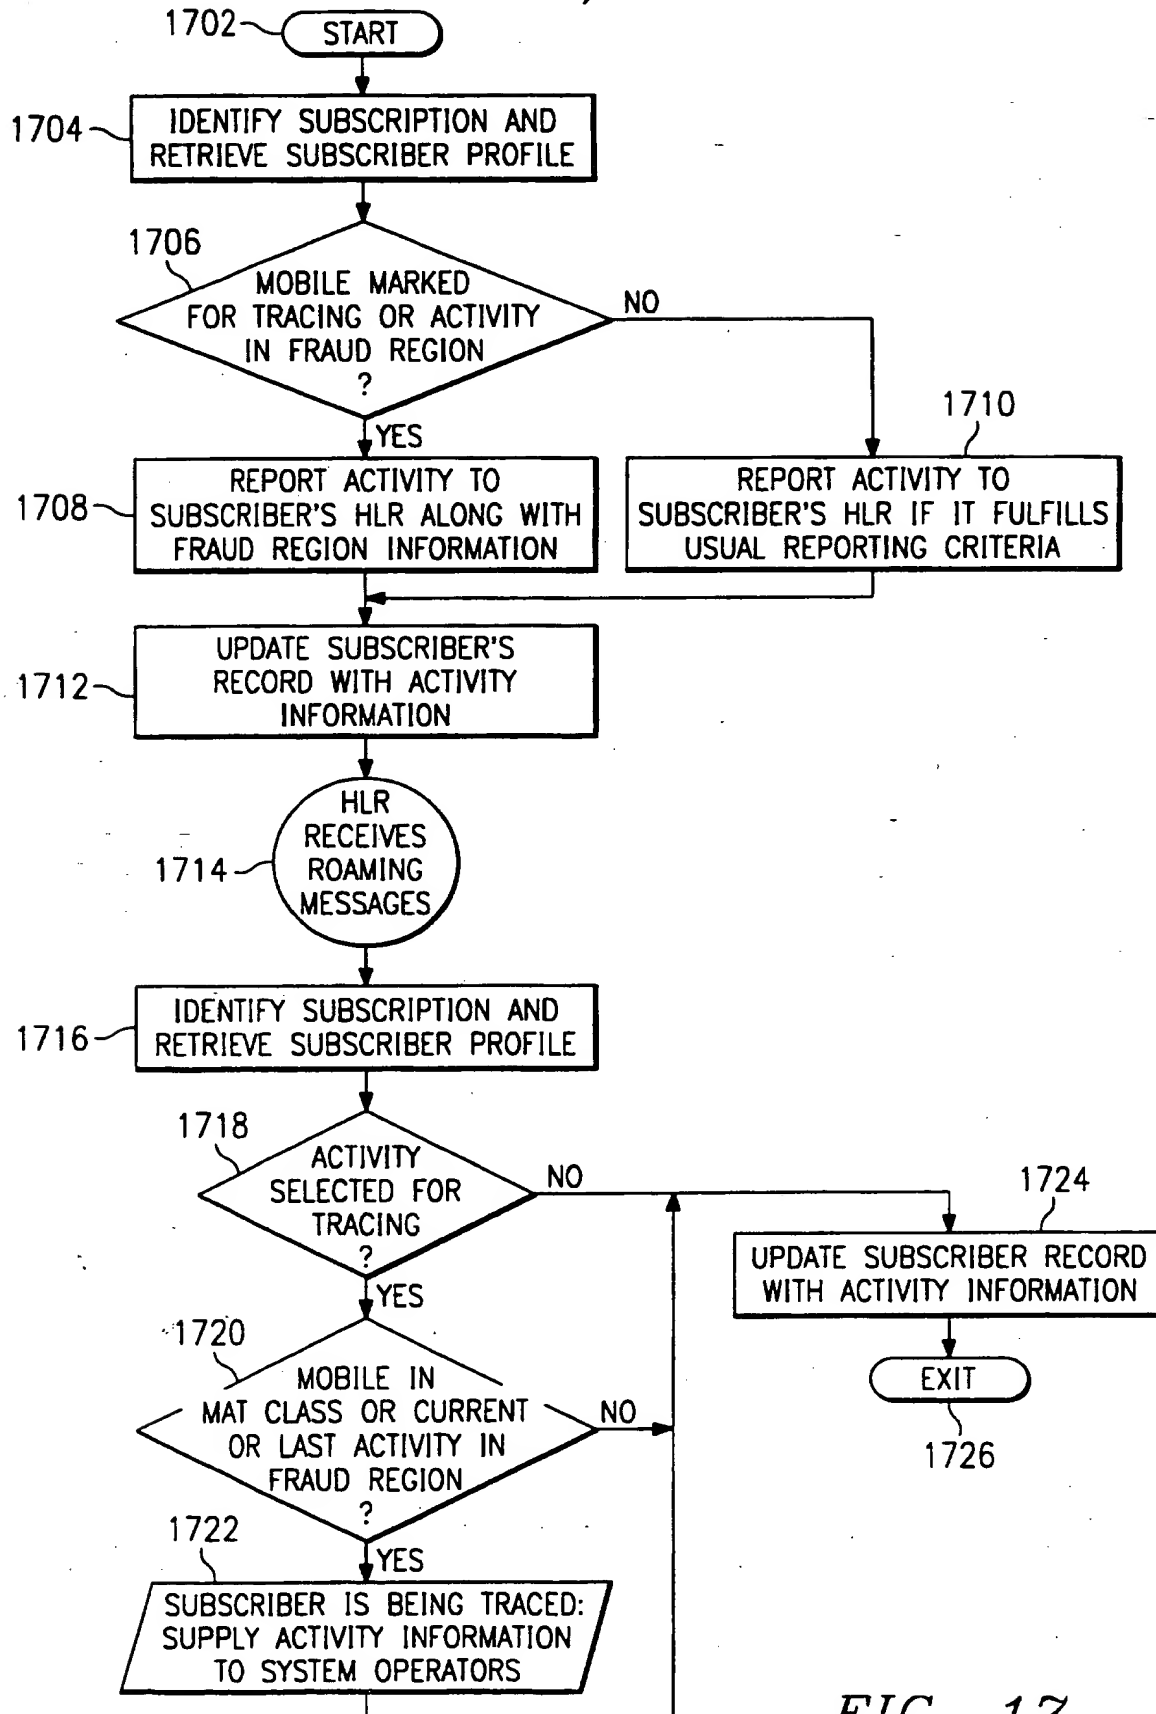 1702
START
1704
IDENTIFY SUBSCRIPTION AND
RETRIEVE SUBSCRIBER PROFILE
1706
MOBILE MARKED
FOR TRACING OR ACTIVITY
IN FRAUD REGION
?
NO
YES
1708
REPORT ACTIVITY TO
SUBSCRIBER'S HLR ALONG WITH
FRAUD REGION INFORMATION
1710
REPORT ACTIVITY TO
SUBSCRIBER'S HLR IF IT FULFILLS
USUAL REPORTING CRITERIA
1712
UPDATE SUBSCRIBER'S
RECORD WITH ACTIVITY
INFORMATION
1714
HLR
RECEIVES
ROAMING
MESSAGES
1716
IDENTIFY SUBSCRIPTION AND
RETRIEVE SUBSCRIBER PROFILE
1718
ACTIVITY
SELECTED FOR
TRACING
?
NO
YES
1724
UPDATE SUBSCRIBER RECORD
WITH ACTIVITY INFORMATION
EXIT
1726
1720
MOBILE IN
MAT CLASS OR CURRENT
OR LAST ACTIVITY IN
FRAUD REGION
?
NO
YES
1722
SUBSCRIBER IS BEING TRACED:
SUPPLY ACTIVITY INFORMATION
TO SYSTEM OPERATORS
FIG. 17